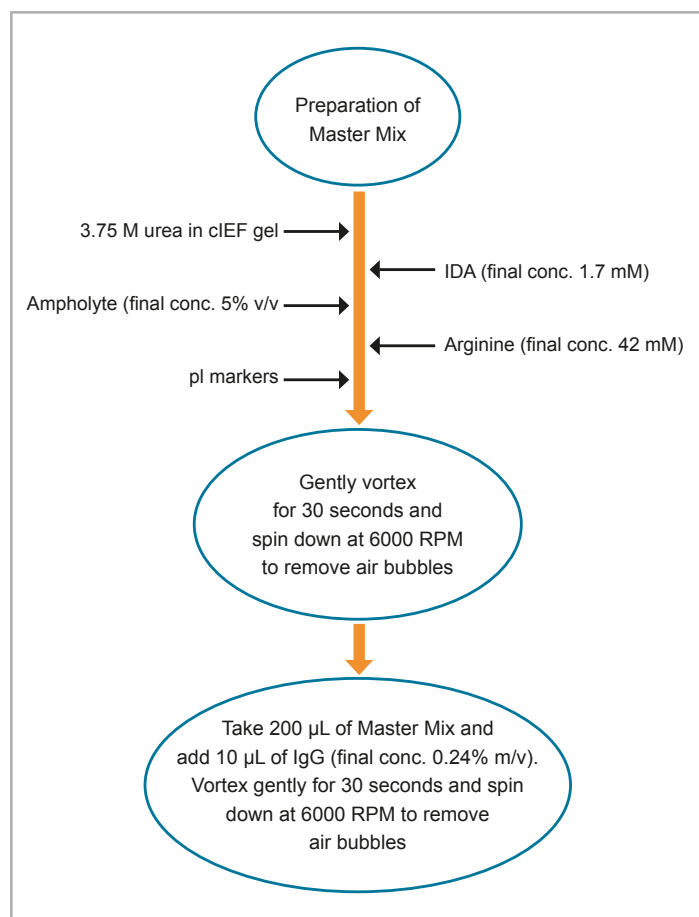 Preparation of
Master Mix
3.75 M urea in cIEF gel
IDA (final conc. 1.7 mM)
Ampholyte (final conc. 5% v/v
Arginine (final conc. 42 mM)
pI markers
Gently vortex
for 30 seconds and
spin down at 6000 RPM
to remove air bubbles
Take 200 µL of Master Mix and
add 10 µL of IgG (final conc. 0.24% m/v).
Vortex gently for 30 seconds and spin
down at 6000 RPM to remove
air bubbles